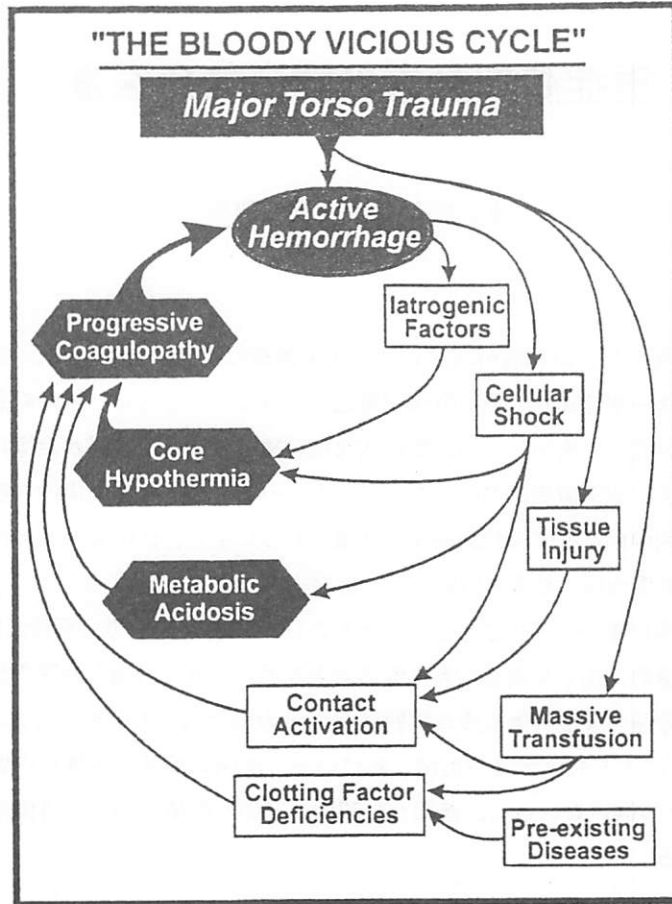 "THE BLOODY VICIOUS CYCLE"
Major Torso Trauma
Active
Hemorrhage
Iatrogenic
Factors
Progressive
Coagulopathy
Cellular
Shock
Core
Hypothermia
Tissue
Injury
Metabolic
Acidosis
Contact
Activation
Massive
Transfusion
Clotting Factor
Deficiencies
Pre-existing
Diseases